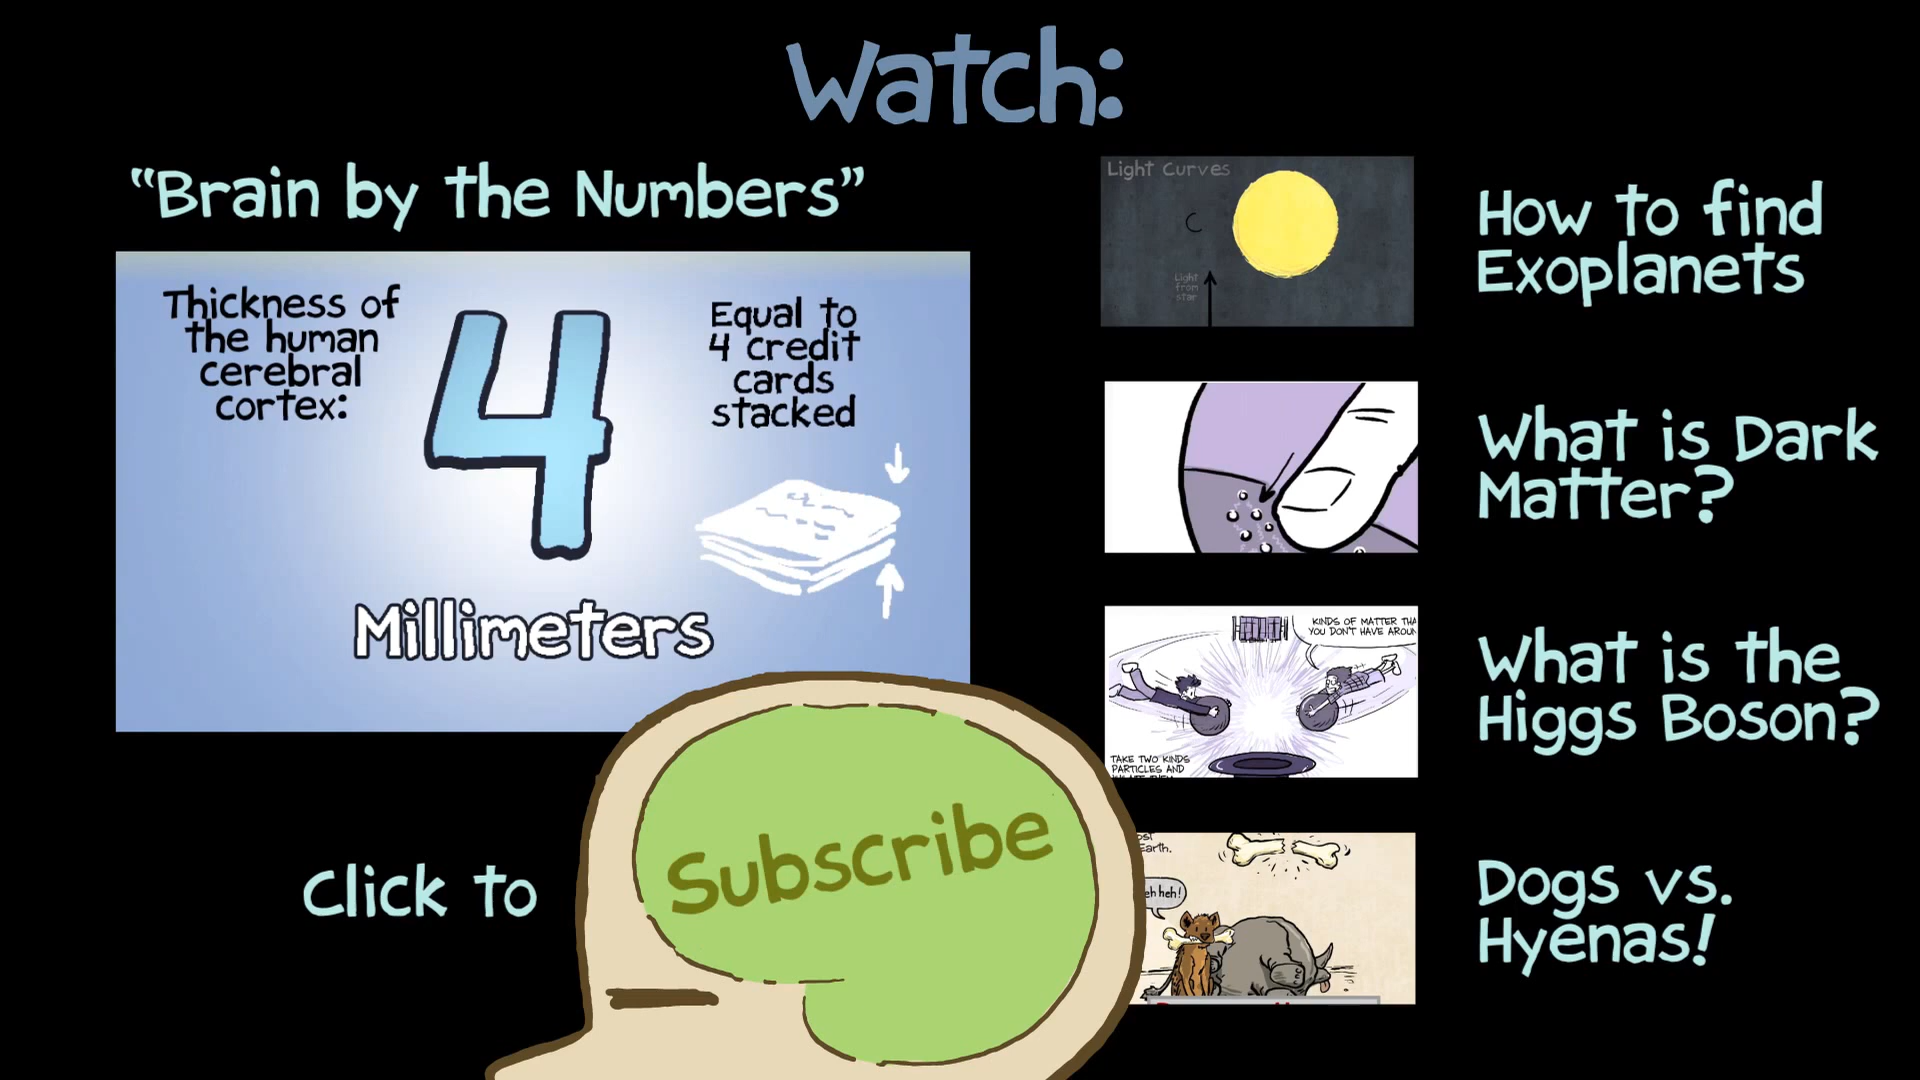 Watch:
"Brain by the Numbers"
Thickness of
the human
cerebral
cortex:
4
Millimeters
Equal to
4 credit
cards
stacked
Click to
Subscribe
Light Curves
Light
from
star
How to find
Exoplanets
What is Dark
Matter?
KINDS OF MATTER THA
YOU DON'T HAVE AROUN
TAKE TWO KINDS
PARTICLES AND
What is the
Higgs Boson?
Earth.
eh heh!
Dogs vs.
Hyenas!